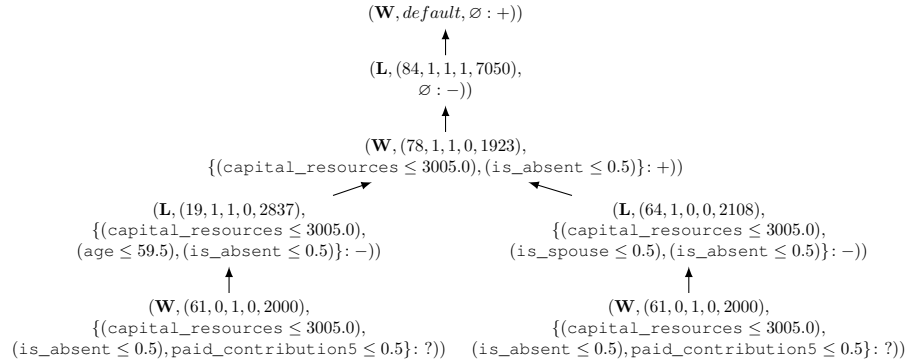 (W, default, ∅ : +))
(L, (84, 1, 1, 1, 7050),
∅ : −))
(W, (78, 1, 1, 0, 1923),
{(capital_resources ≤ 3005.0), (is_absent ≤ 0.5)}: +))
(L, (19, 1, 1, 0, 2837),
{(capital_resources ≤ 3005.0),
(age ≤ 59.5), (is_absent ≤ 0.5)}: −))
(L, (64, 1, 0, 0, 2108),
{(capital_resources ≤ 3005.0),
(is_spouse ≤ 0.5), (is_absent ≤ 0.5)}: −))
(W, (61, 0, 1, 0, 2000),
{(capital_resources ≤ 3005.0),
(is_absent ≤ 0.5), paid_contribution5 ≤ 0.5}: ?))
(W, (61, 0, 1, 0, 2000),
{(capital_resources ≤ 3005.0),
(is_absent ≤ 0.5), paid_contribution5 ≤ 0.5}: ?))